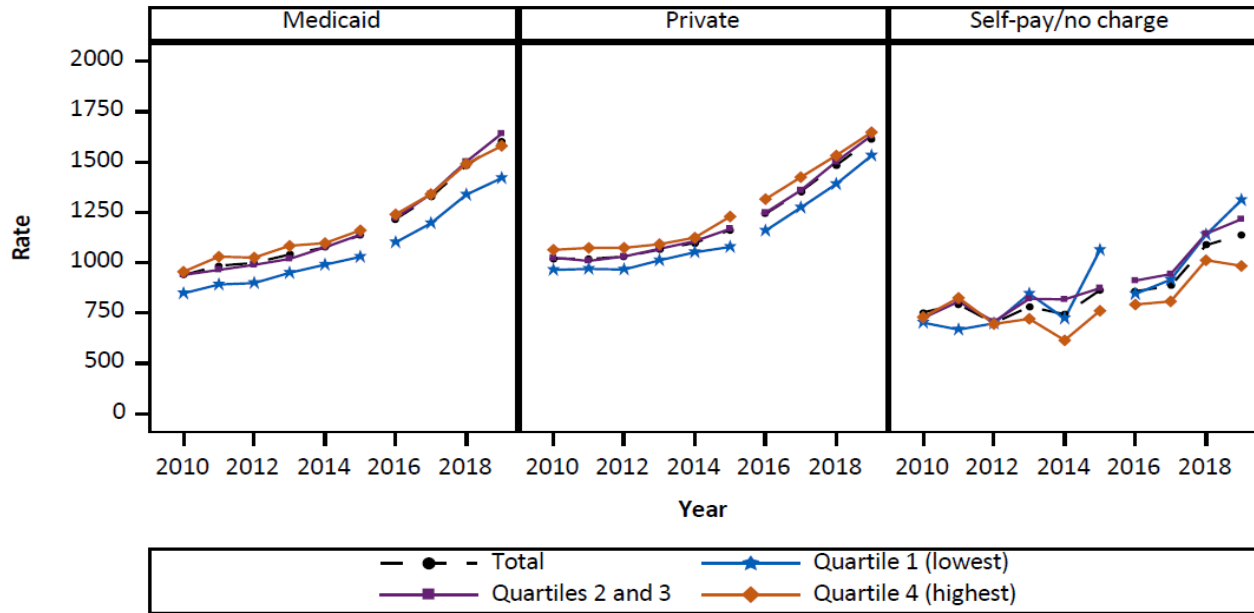 Medicaid Private Self-pay/no charge
2000
1750
1500
1250
1000
750
500
250
0
Rate
2010 2012 2014 2016 2018 2010 2012 2014 2016 2018 2010 2012 2014 2016 2018
Year
Total Quartile 1 (lowest)
Quartiles 2 and 3 Quartile 4 (highest)